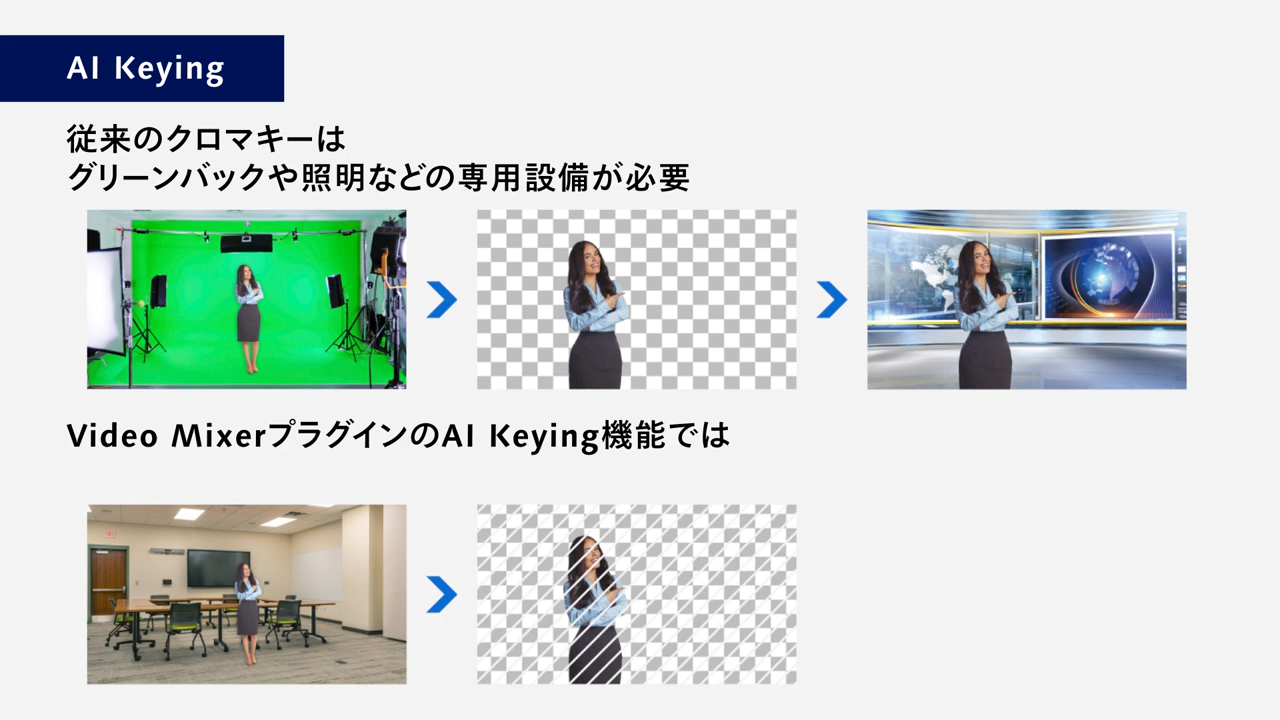 AI Keying
従来のクロマキーは
グリーンバックや照明などの専用設備が必要
Video MixerプラグインのAI Keying機能では